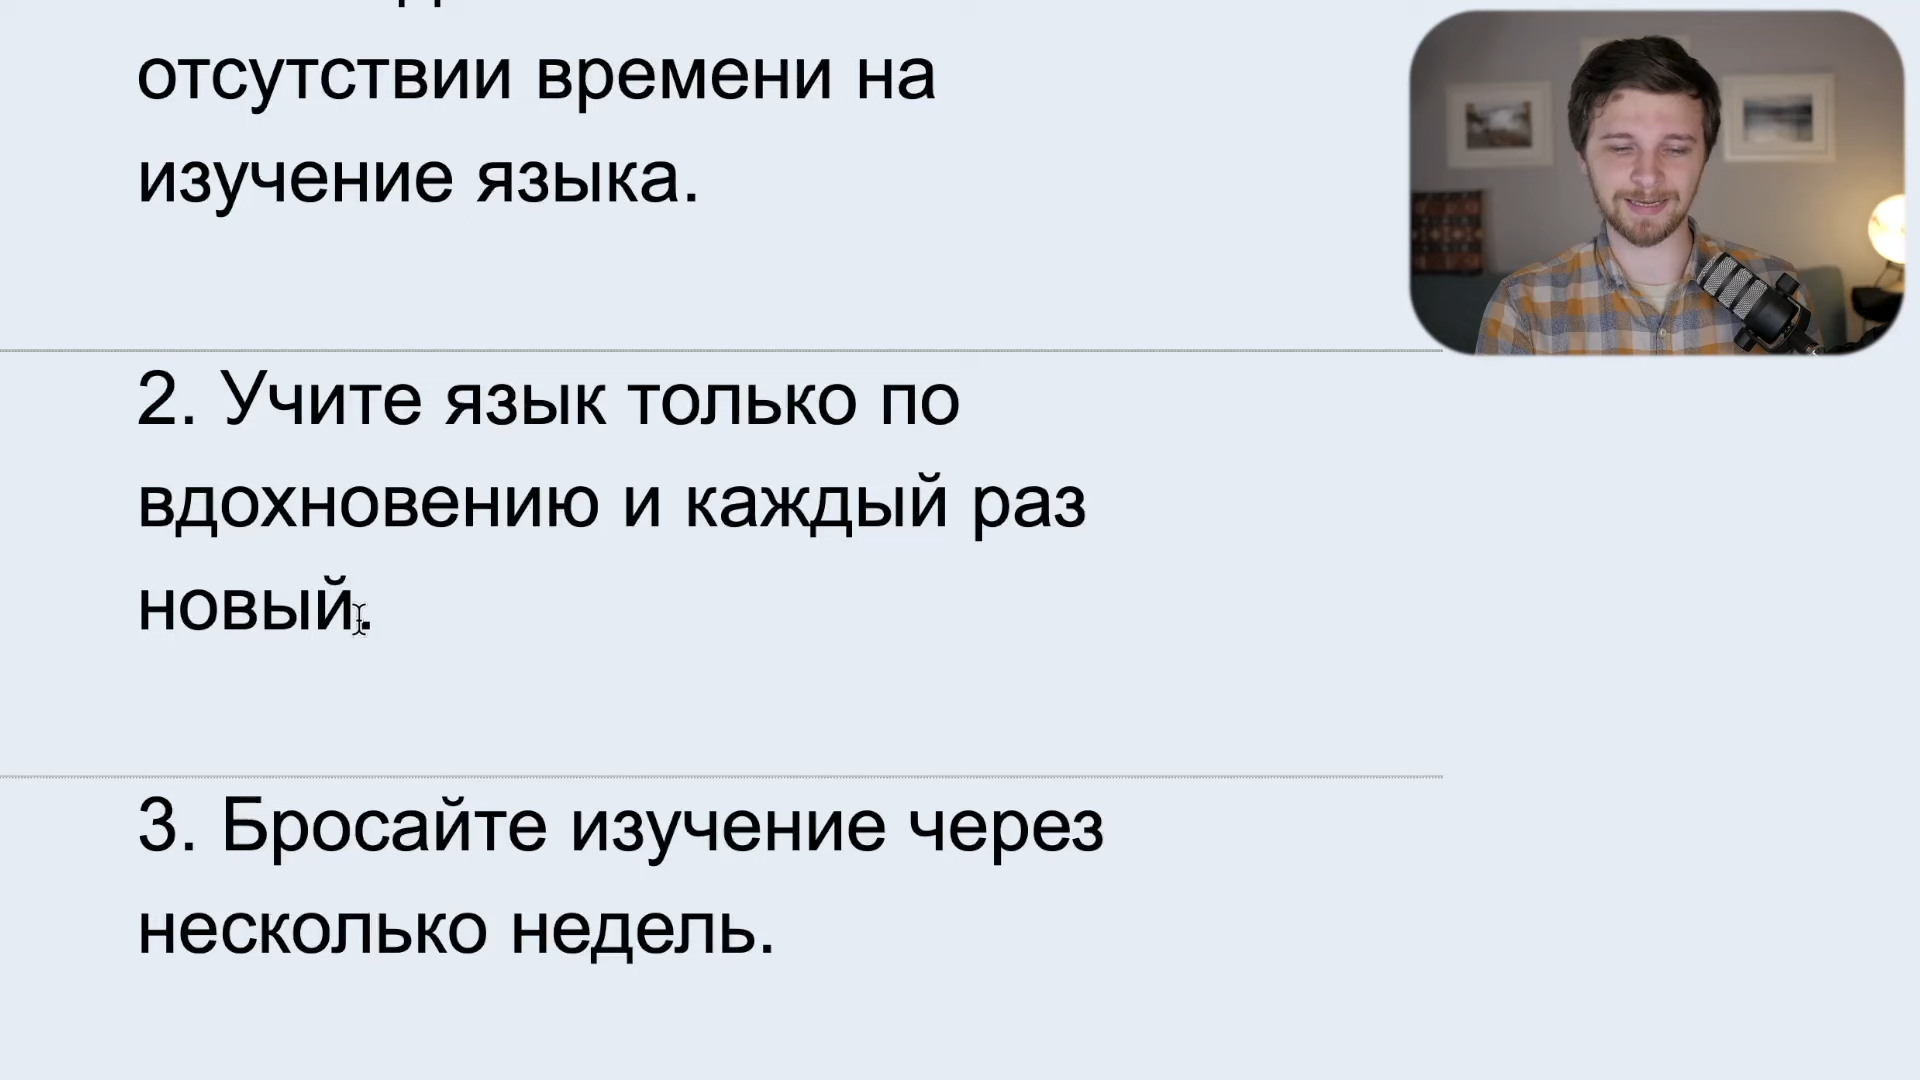 отсутствии времени на
изучение языка.
2. Учите язык только по
вдохновению и каждый раз
новый.
3. Бросайте изучение через
несколько недель.